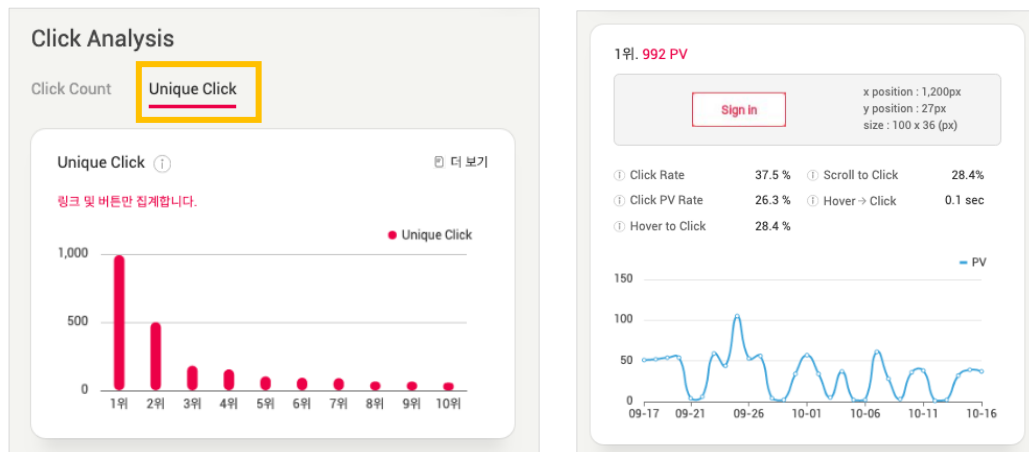 Click Analysis
Click Count
Unique Click
Unique Click
더 보기
링크 및 버튼만 집계합니다.
Unique Click
1,000
500
0
1위 2위 3위 4위 5위 6위 7위 8위 9위 10위
1위. 992 PV
Sign in
x position : 1,200px
y position : 27px
size : 100 x 36 (px)
Click Rate 37.5 % Scroll to Click 28.4%
Click PV Rate 26.3 % Hover → Click 0.1 sec
Hover to Click 28.4 %
PV
150
100
50
0
09-17 09-21 09-26 10-01 10-06 10-11 10-16